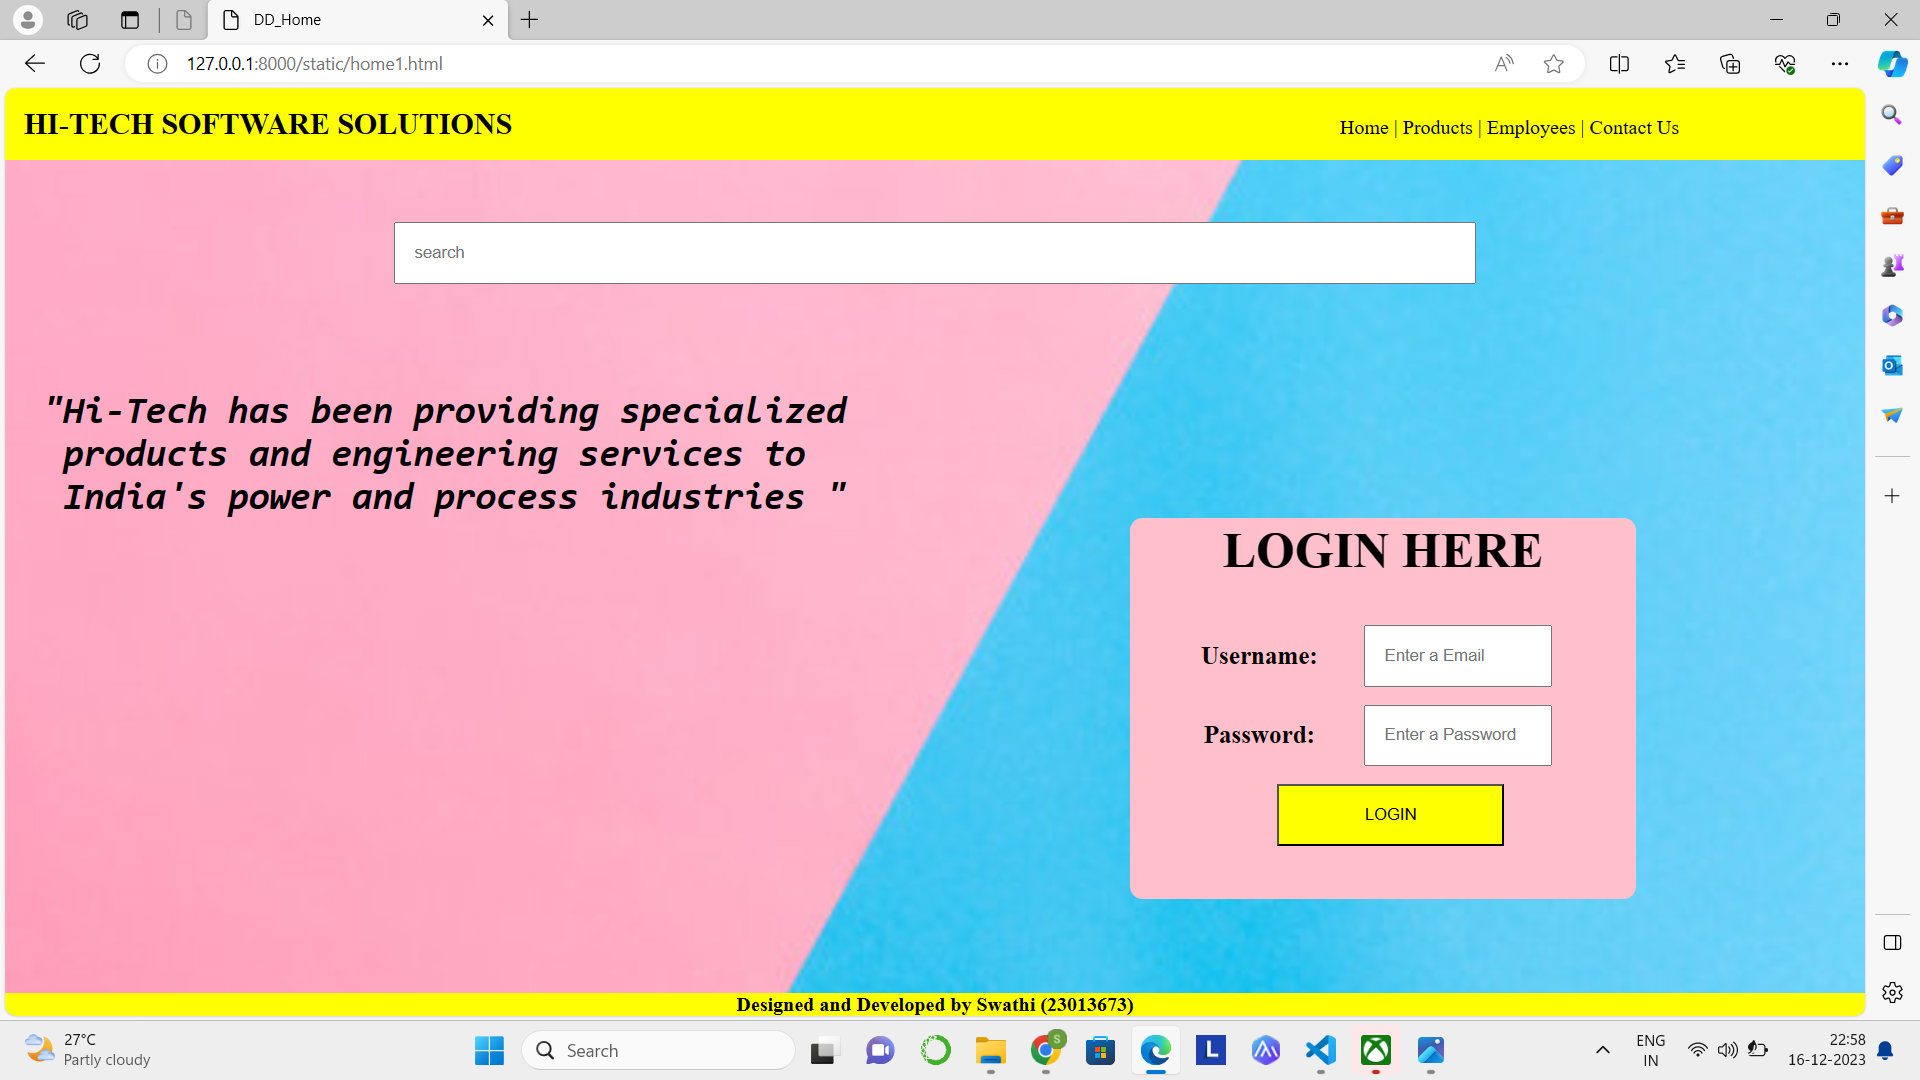 DD_Home
127.0.0.1:8000/static/home1.html
HI-TECH SOFTWARE SOLUTIONS
Home | Products | Employees | Contact Us
search
"Hi-Tech has been providing specialized
products and engineering services to
India's power and process industries "
LOGIN HERE
Username:
Enter a Email
Password:
Enter a Password
LOGIN
Designed and Developed by Swathi (23013673)
27°C
Partly cloudy
Search
S
L
ENG
IN
22:58
16-12-2023